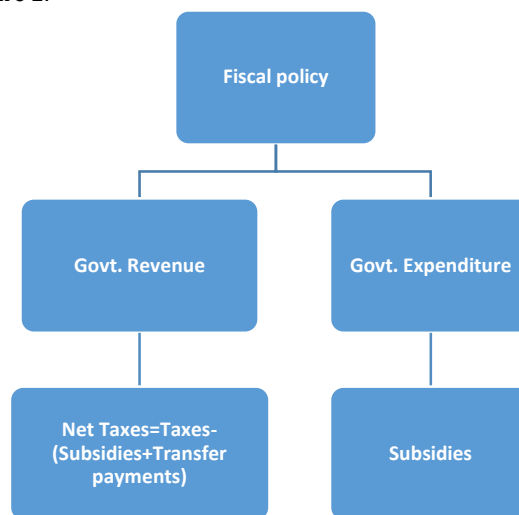 Fiscal policy
Govt. Revenue
Govt. Expenditure
Net Taxes=Taxes-
(Subsidies+Transfer
payments)
Subsidies